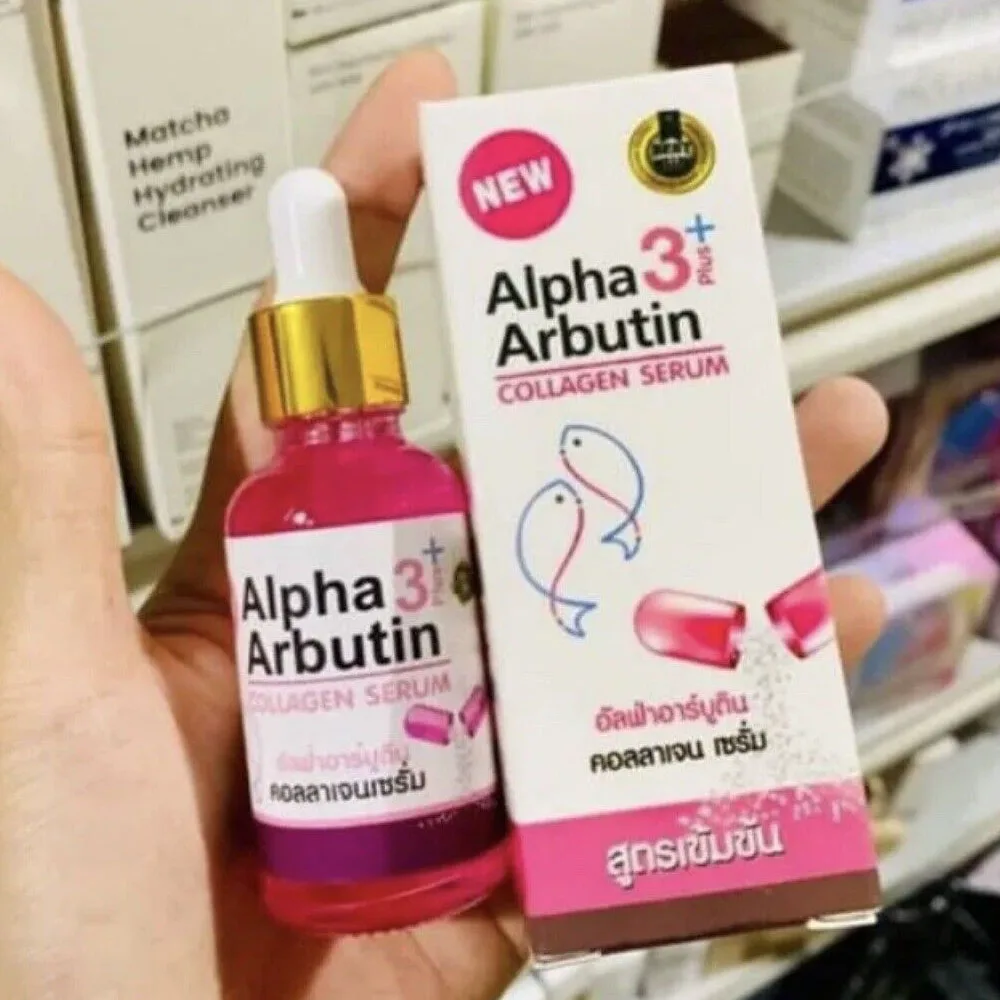 Matcha
Hemp
Hydrating
Cleanser
NEW
BEST
Alpha 3 Plus+
Arbutin
COLLAGEN SERUM
อัลฟ่าอาร์บูติน
คอลลาเจน เซรั่ม
สูตรเข้มข้น
Alpha 3 Plus+
Arbutin
COLLAGEN SERUM
อัลฟ่าอาร์บูติน
คอลลาเจนเซรั่ม